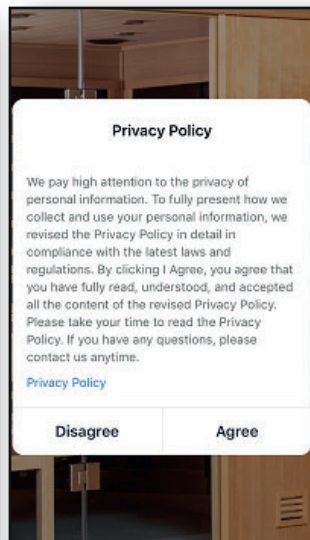 Privacy Policy
We pay high attention to the privacy of
personal information. To fully present how we
collect and use your personal information, we
revised the Privacy Policy in detail in
compliance with the latest laws and
regulations. By clicking I Agree, you agree that
you have fully read, understood, and accepted
all the content of the revised Privacy Policy.
Please take your time to read the Privacy
Policy. If you have any questions, please
contact us anytime.
Privacy Policy
Disagree
Agree